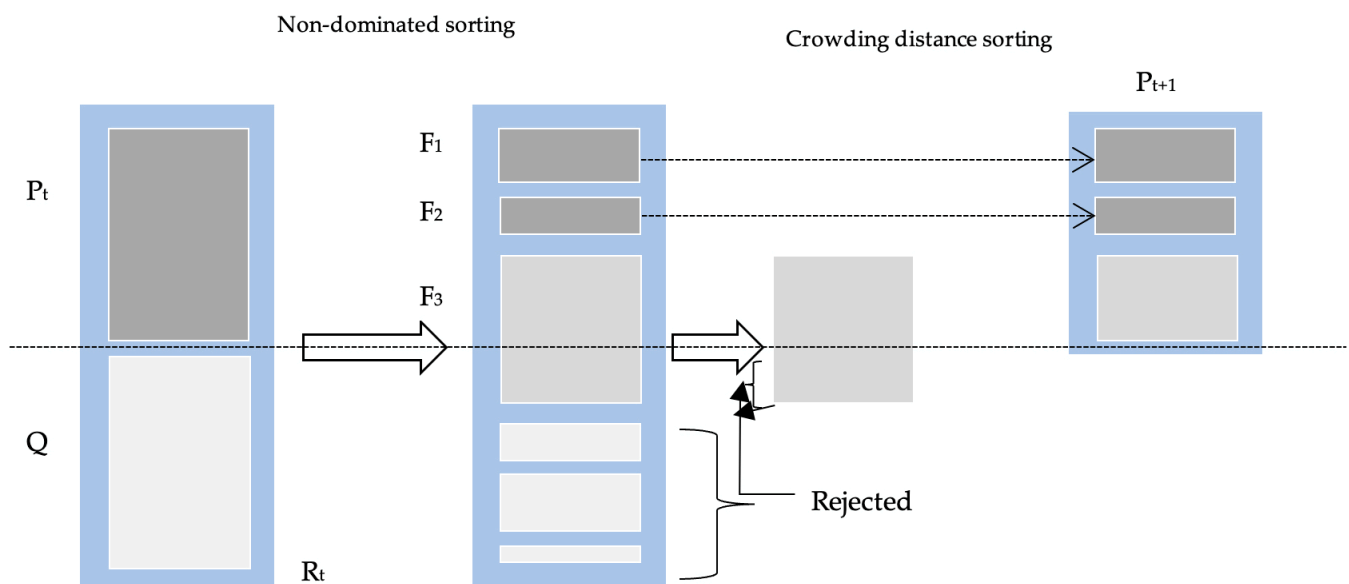 Non-dominated sorting
Crowding distance sorting
Pt+1
F1
Pt
F2
F3
Q
Rejected
Rt